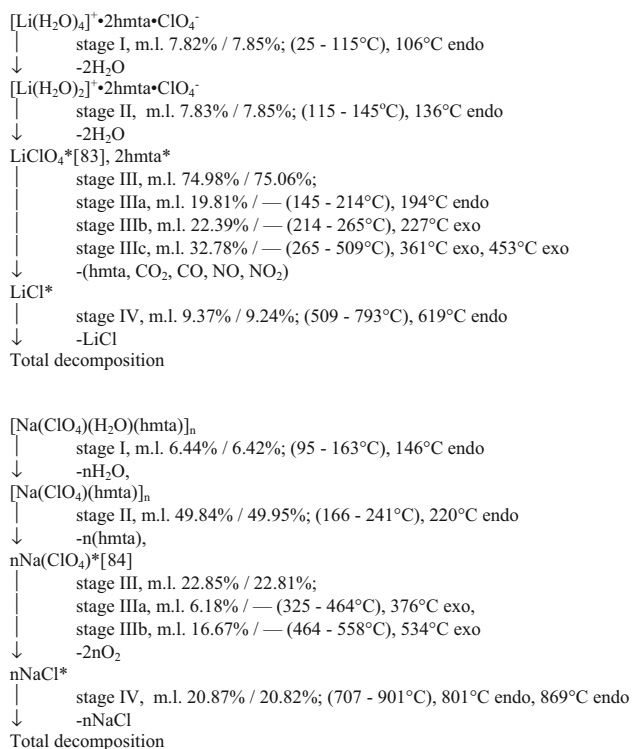 [Li(H₂O)₄]⁺•2hmta•ClO₄⁻
stage I, m.l. 7.82% / 7.85%; (25 - 115°C), 106°C endo
↓ -2H₂O
[Li(H₂O)₂]⁺•2hmta•ClO₄⁻
stage II, m.l. 7.83% / 7.85%; (115 - 145°C), 136°C endo
↓ -2H₂O
LiClO₄*[83], 2hmta*
stage III, m.l. 74.98% / 75.06%;
stage IIIa, m.l. 19.81% / — (145 - 214°C), 194°C endo
stage IIIb, m.l. 22.39% / — (214 - 265°C), 227°C exo
stage IIIc, m.l. 32.78% / — (265 - 509°C), 361°C exo, 453°C exo
↓ -(hmta, CO₂, CO, NO, NO₂)
LiCl*
stage IV, m.l. 9.37% / 9.24%; (509 - 793°C), 619°C endo
↓ -LiCl
Total decomposition
[Na(ClO₄)(H₂O)(hmta)]ₙ
stage I, m.l. 6.44% / 6.42%; (95 - 163°C), 146°C endo
↓ -nH₂O,
[Na(ClO₄)(hmta)]ₙ
stage II, m.l. 49.84% / 49.95%; (166 - 241°C), 220°C endo
↓ -n(hmta),
nNa(ClO₄)*[84]
stage III, m.l. 22.85% / 22.81%;
stage IIIa, m.l. 6.18% / — (325 - 464°C), 376°C exo,
stage IIIb, m.l. 16.67% / — (464 - 558°C), 534°C exo
↓ -2nO₂
nNaCl*
stage IV, m.l. 20.87% / 20.82%; (707 - 901°C), 801°C endo, 869°C endo
↓ -nNaCl
Total decomposition